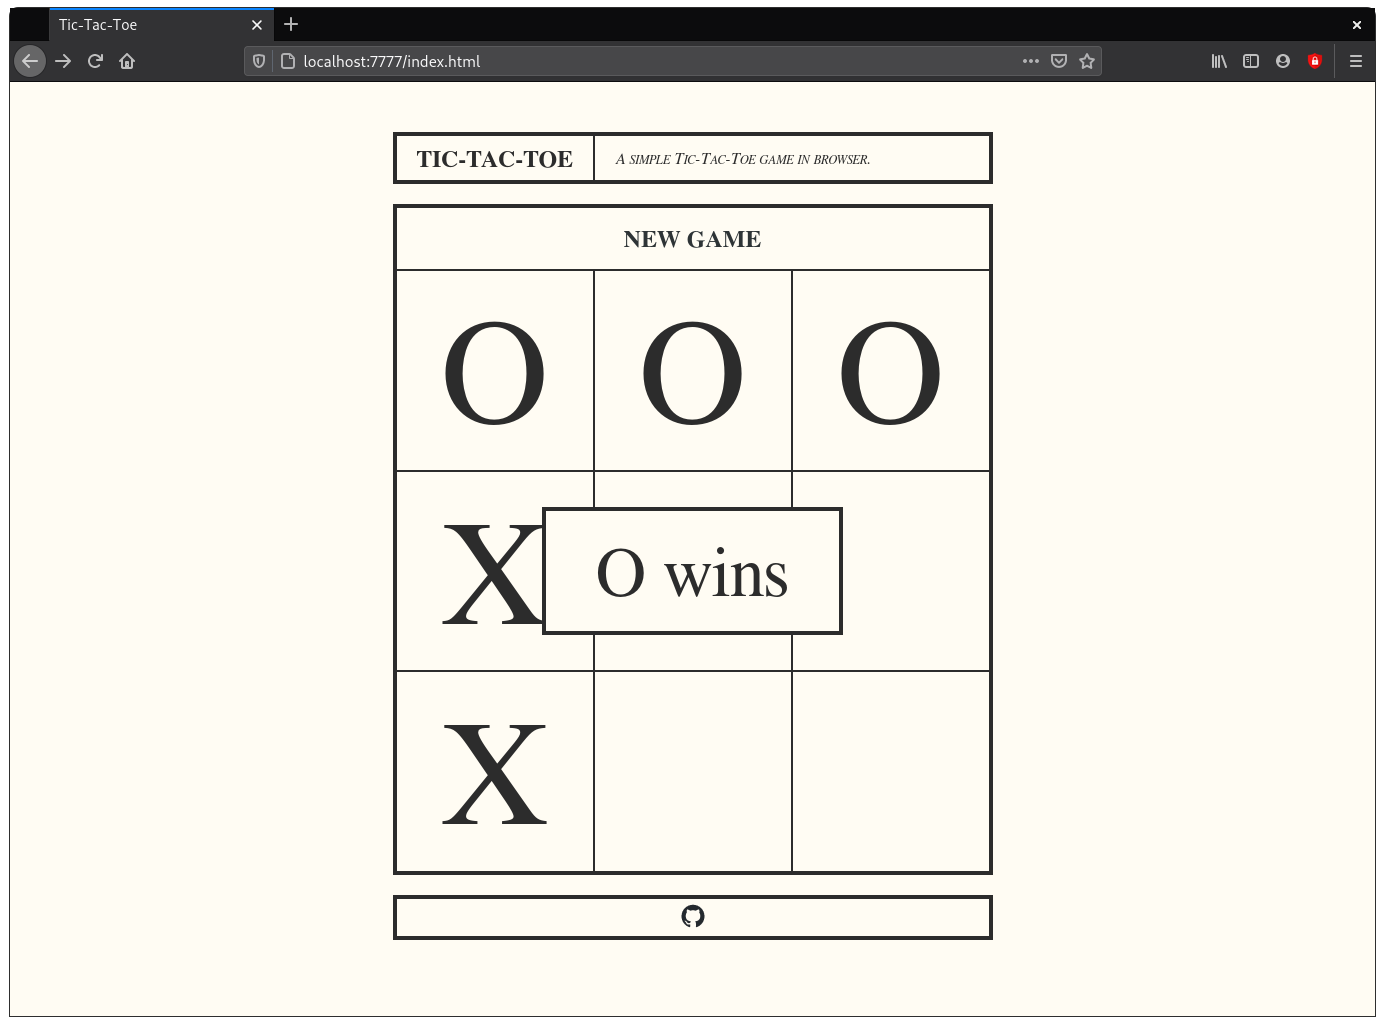 Tic-Tac-Toe
localhost:7777/index.html
TIC-TAC-TOE
A SIMPLE TIC-TAC-TOE GAME IN BROWSER.
NEW GAME
O O O
X
O wins
X